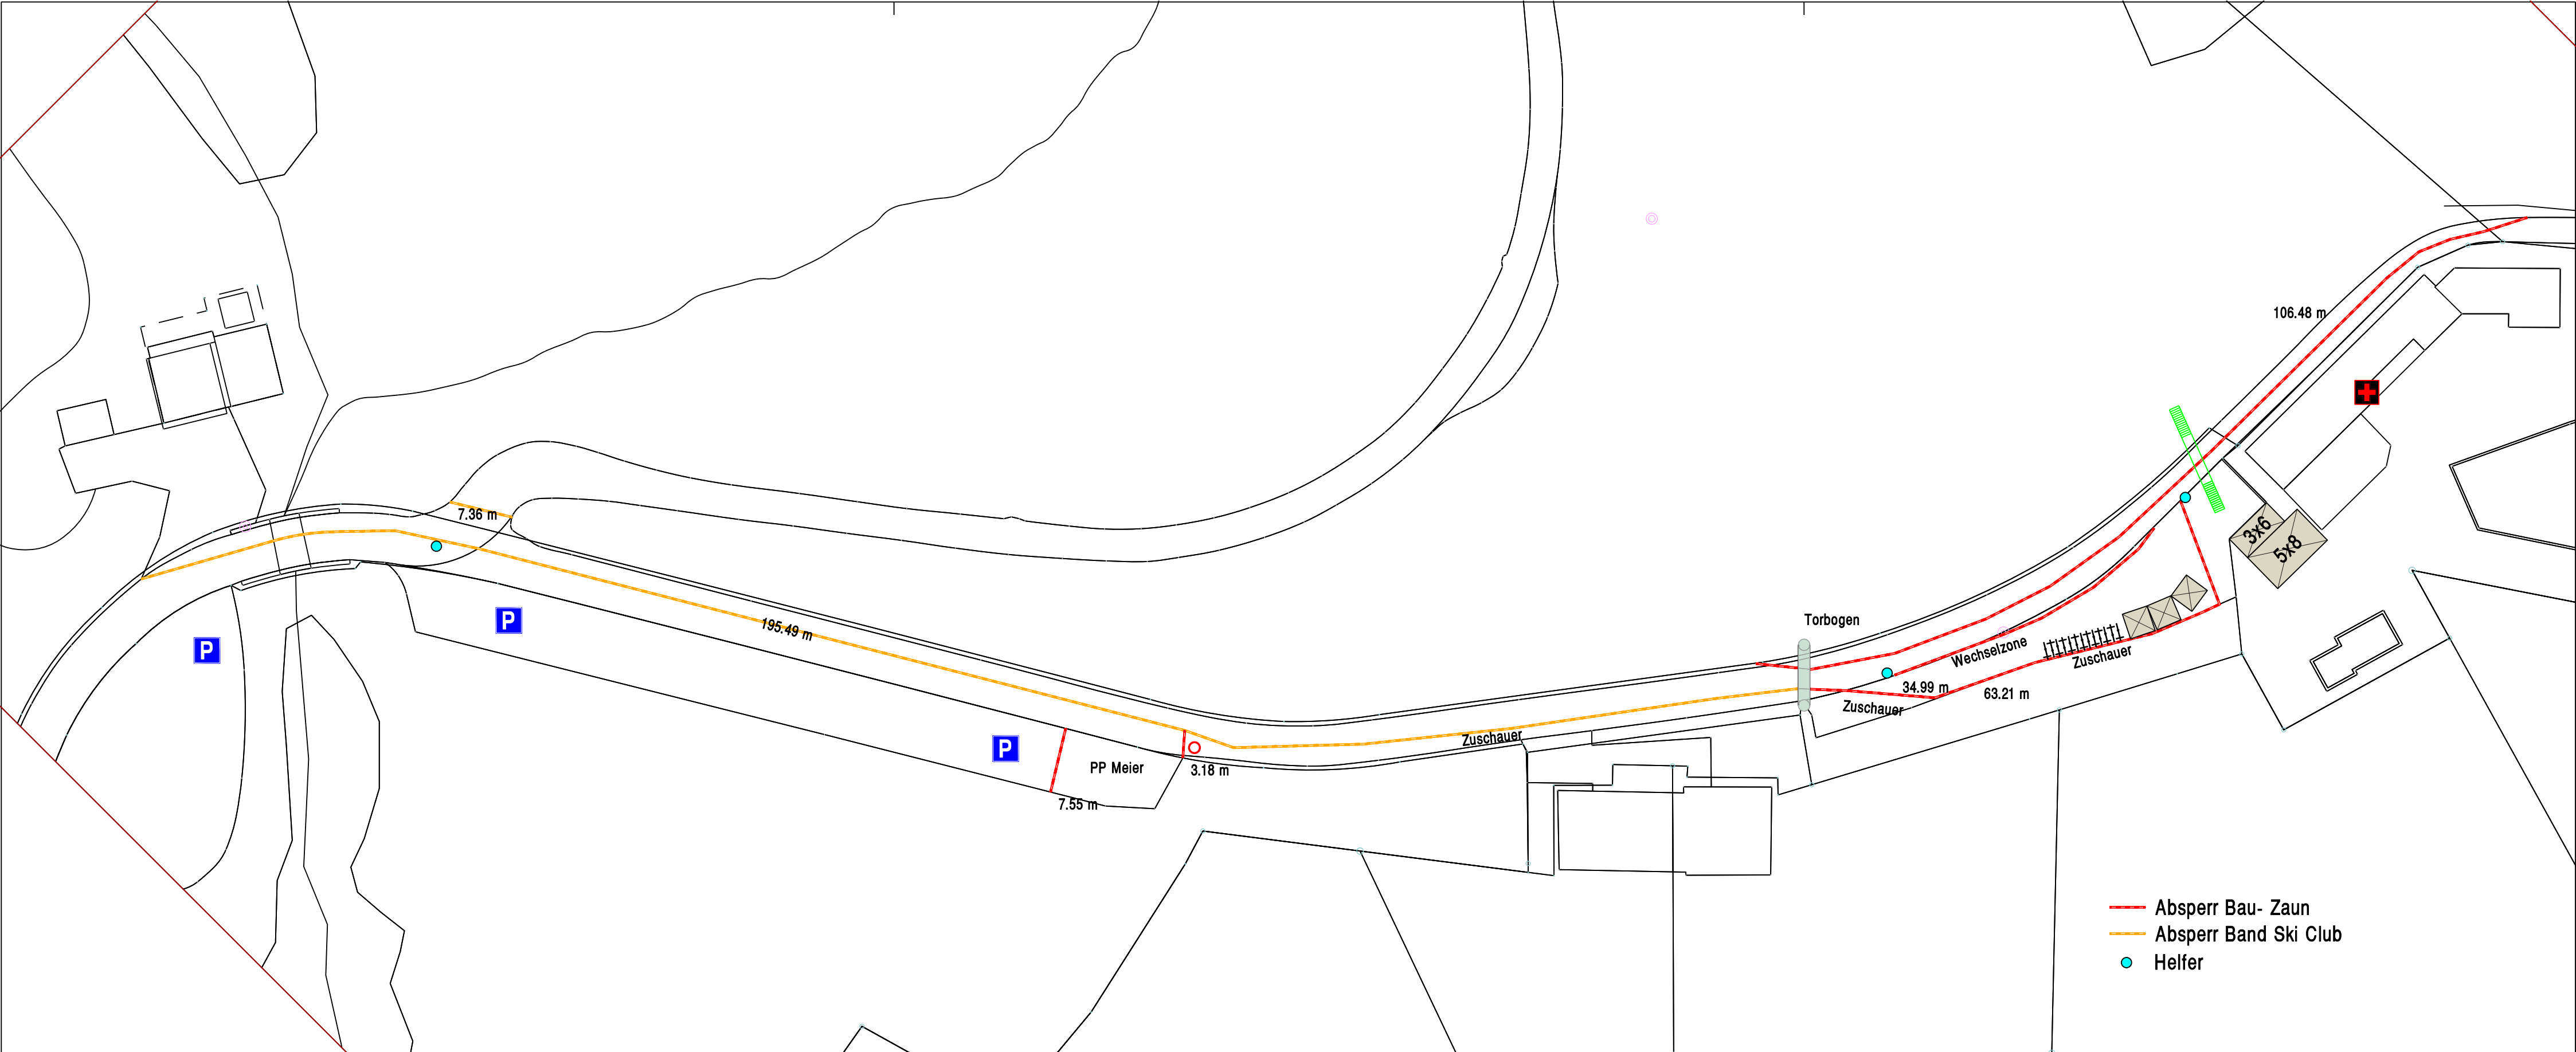 106.48 m
7.36 m
3x6
5x8
P
P
195.49 m
Torbogen
Wechselzone
Zuschauer
34.99 m
63.21 m
Zuschauer
Zuschauer
P
PP Meier
3.18 m
7.55 m
Absperr Bau- Zaun
Absperr Band Ski Club
Helfer